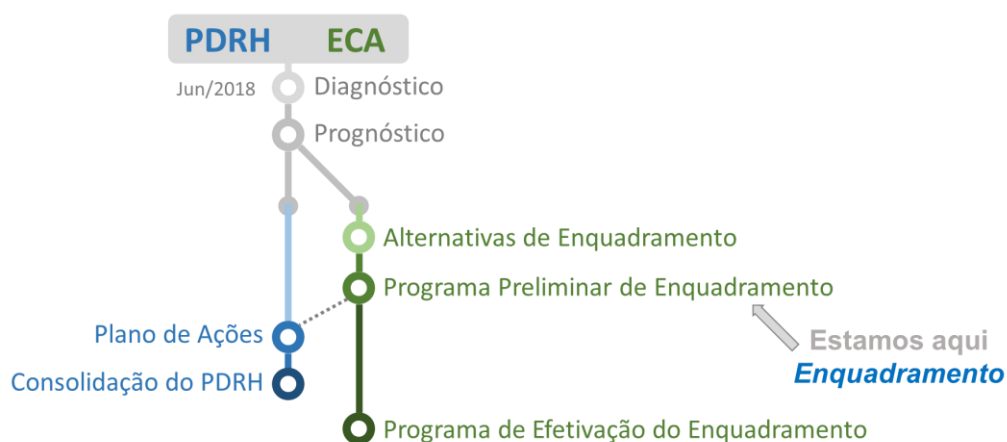 PDRH ECA
Jun/2018 Diagnóstico
Prognóstico
Alternativas de Enquadramento
Programa Preliminar de Enquadramento
Plano de Ações
Estamos aqui
Enquadramento
Consolidação do PDRH
Programa de Efetivação do Enquadramento